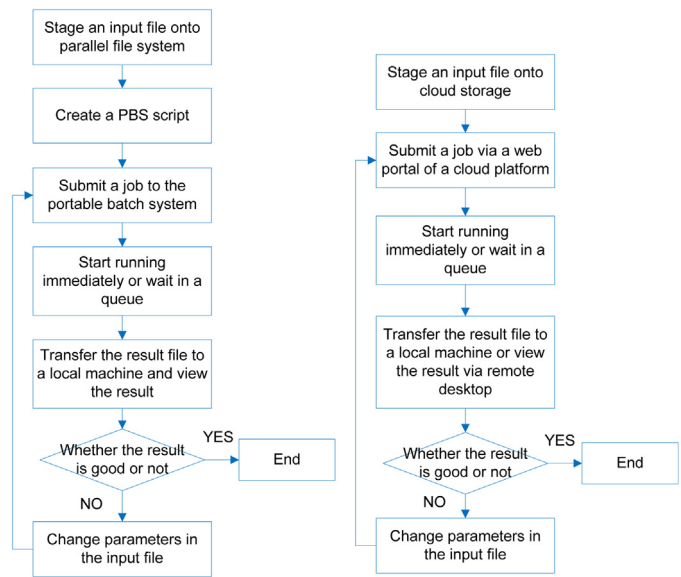 Stage an input file onto
parallel file system
Create a PBS script
Submit a job to the
portable batch system
Start running
immediately or wait in a
queue
Transfer the result file to
a local machine and view
the result
Whether the result
is good or not
YES
End
NO
Change parameters in
the input file
Stage an input file onto
cloud storage
Submit a job via a web
portal of a cloud platform
Start running
immediately or wait in a
queue
Transfer the result file to
a local machine or view
the result via remote
desktop
Whether the result
is good or not
YES
End
NO
Change parameters in
the input file